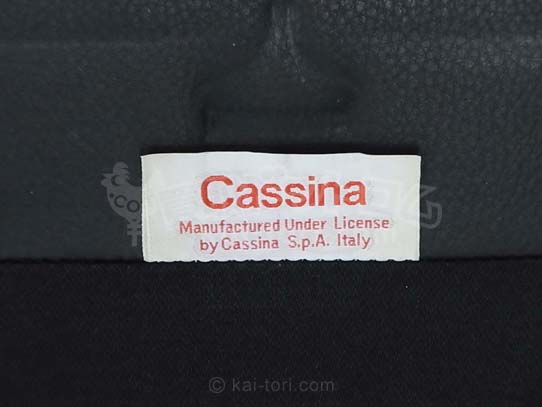 Cassina
Manufactured Under License
by Cassina S.p.A. Italy
© kai-tori.com